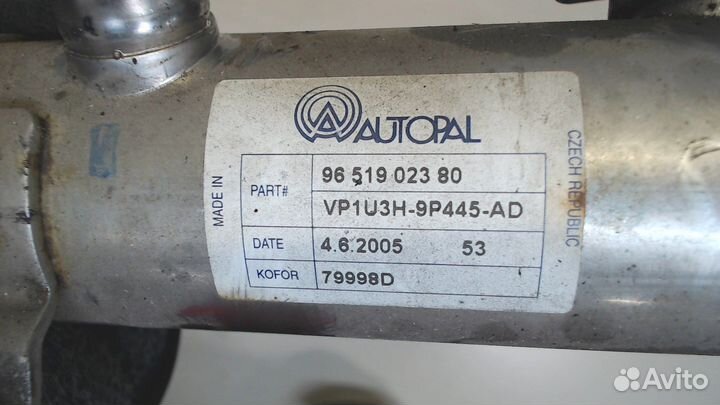 AUTOPAL
MADE IN
CZECH REPUBLIC
PART# 96 519 023 80
VP1U3H-9P445-AD
DATE 4.6.2005 53
KOFOR 79998D
Avito